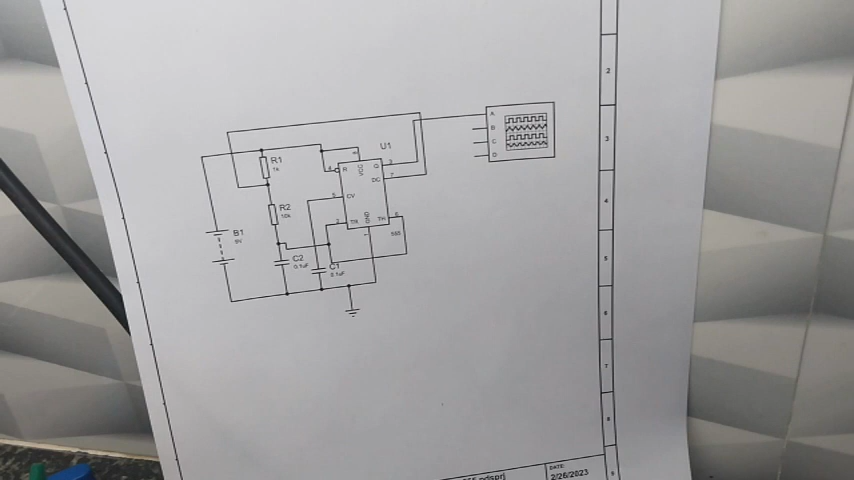 2
3
4
5
6
7
8
9
A
B
C
D
U1
R1
1k
R2
10k
B1
9V
C2
0.1uF
C1
0.1uF
4
R
8
VCC
Q
3
DC
7
5
CV
2
TR
GND
1
TH
6
555
DATE:
2/26/2023